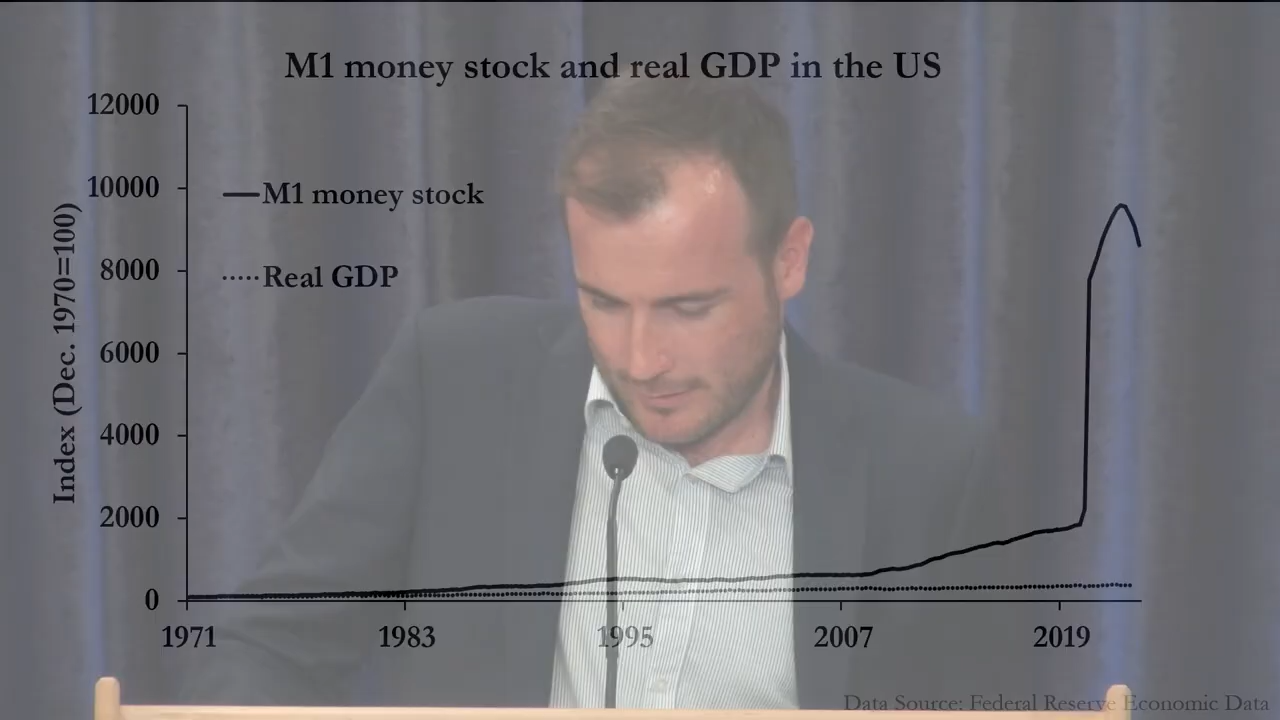 M1 money stock and real GDP in the US
12000
10000
8000
6000
4000
2000
0
Index (Dec. 1970=100)
M1 money stock
Real GDP
1971 1983 1995 2007 2019
Data Source: Federal Reserve Economic Data